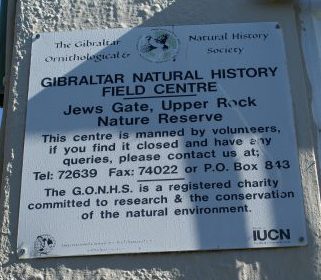 The Gibraltar Natural History
Ornithological & Society
GIBRALTAR NATURAL HISTORY
FIELD CENTRE
Jews Gate, Upper Rock
Nature Reserve
This centre is manned by volunteers,
if you find it closed and have any
queries, please contact us at;
Tel: 72639 Fax: 74022 or P.O. Box 843
The G.O.N.H.S. is a registered charity
committed to research & the conservation
of the natural environment.
IUCN